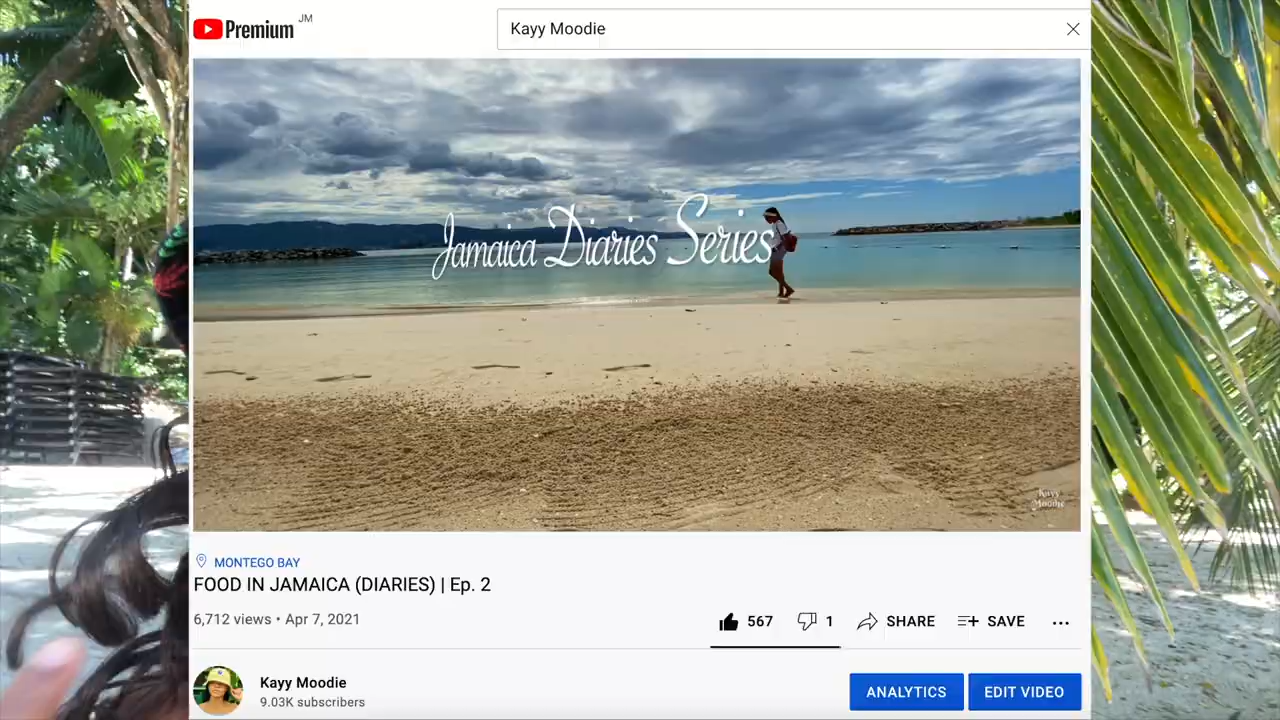 Premium JM
Kayy Moodie
Jamaica Diaries Series
Kayy
Moodie
MONTEGO BAY
FOOD IN JAMAICA (DIARIES) | Ep. 2
6,712 views • Apr 7, 2021
567 1 SHARE SAVE
Kayy Moodie
9.03K subscribers
ANALYTICS EDIT VIDEO